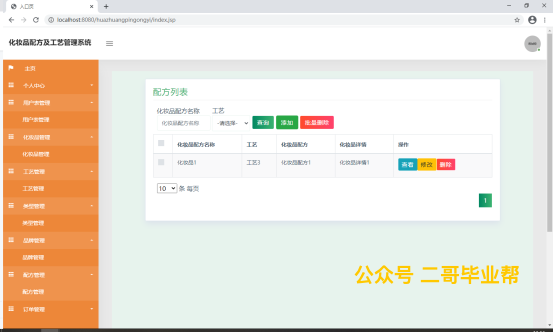 入口页
localhost:8080/huazhuangpingongyi/index.jsp
化妆品配方及工艺管理系统
主页
个人中心
用户表管理
用户表管理
化妆品管理
化妆品管理
工艺管理
工艺管理
类型管理
类型管理
品牌管理
品牌管理
配方管理
配方管理
订单管理
配方列表
化妆品配方名称 工艺
化妆品配方名称 -请选择- 查询 添加 批量删除
化妆品配方名称 工艺 化妆品配方 化妆品详情 操作
化妆品1 工艺3 化妆品配方1 化妆品详情1 查看 修改 删除
10 条 每页
1
公众号 二哥毕业帮